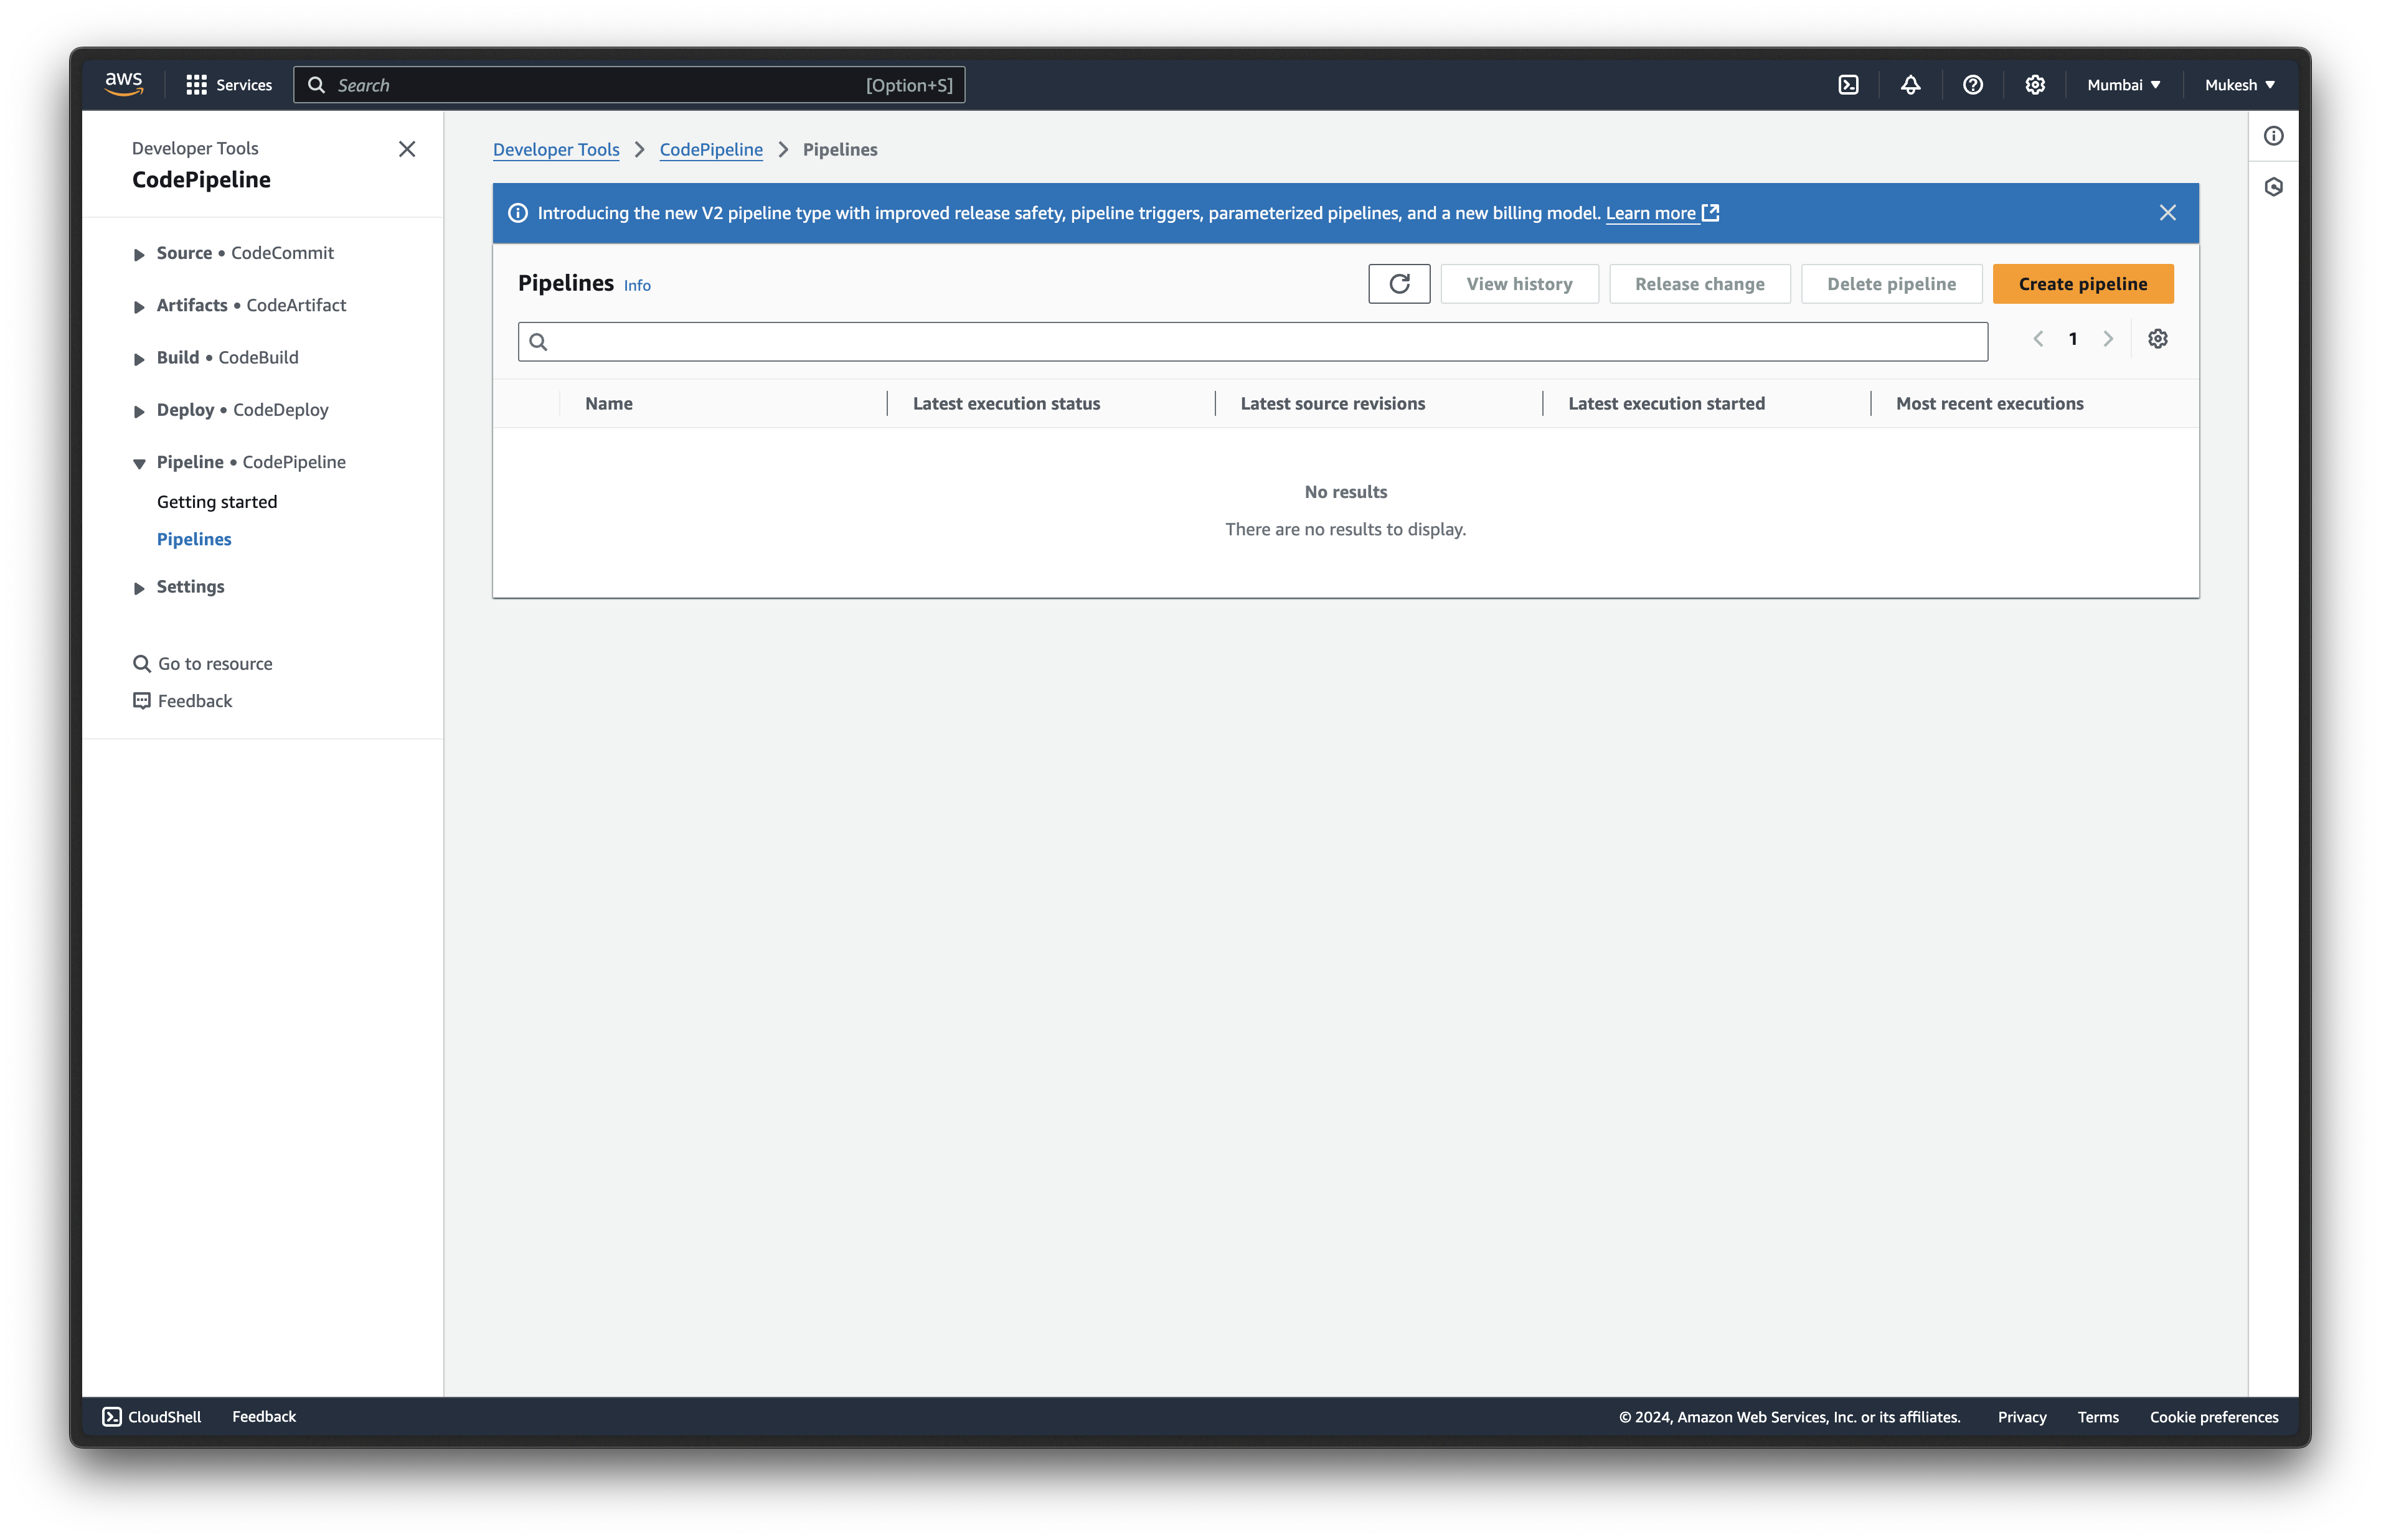 aws Services Search [Option+S] Mumbai Mukesh
Developer Tools
CodePipeline
Source • CodeCommit
Artifacts • CodeArtifact
Build • CodeBuild
Deploy • CodeDeploy
Pipeline • CodePipeline
Getting started
Pipelines
Settings
Go to resource
Feedback
Developer Tools > CodePipeline > Pipelines
Introducing the new V2 pipeline type with improved release safety, pipeline triggers, parameterized pipelines, and a new billing model. Learn more
Pipelines Info View history Release change Delete pipeline Create pipeline
1
Name Latest execution status Latest source revisions Latest execution started Most recent executions
No results
There are no results to display.
CloudShell Feedback © 2024, Amazon Web Services, Inc. or its affiliates. Privacy Terms Cookie preferences